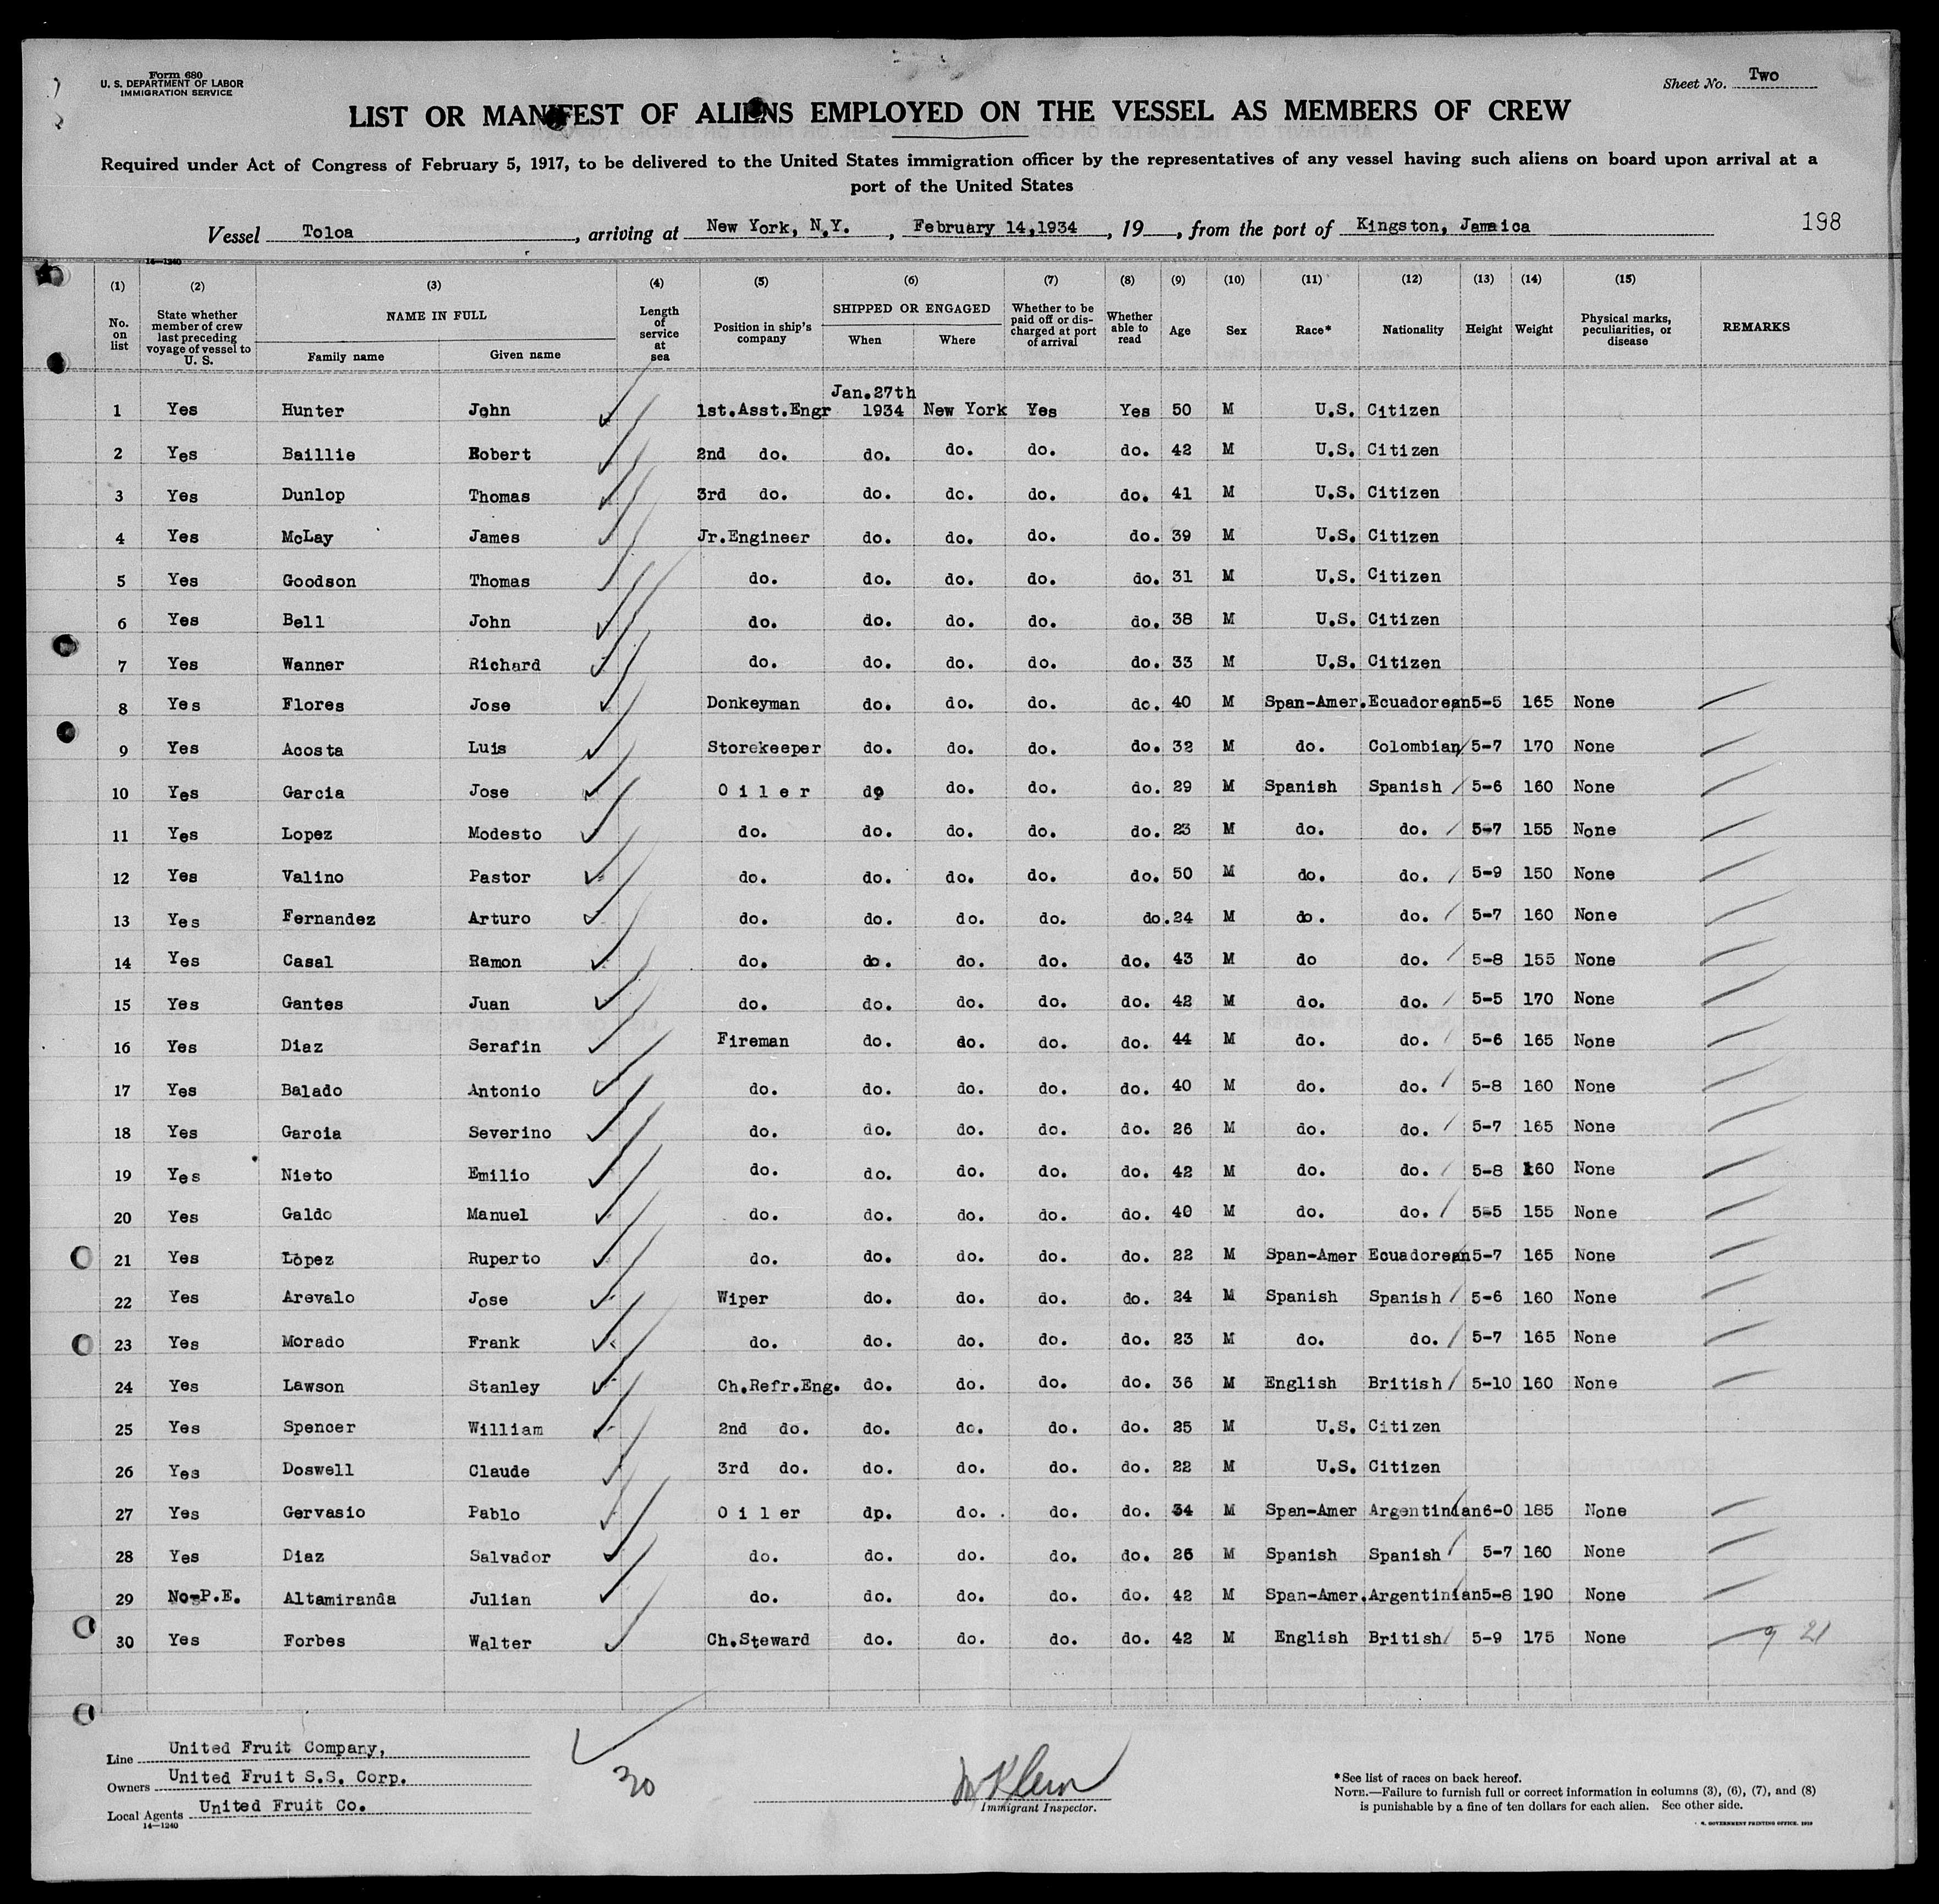 Form 680
U. S. DEPARTMENT OF LABOR
IMMIGRATION SERVICE
Sheet No. Two
LIST OR MANIFEST OF ALIENS EMPLOYED ON THE VESSEL AS MEMBERS OF CREW
Required under Act of Congress of February 5, 1917, to be delivered to the United States immigration officer by the representatives of any vessel having such aliens on board upon arrival at a
port of the United States
Vessel Toloa, arriving at New York, N.Y., February 14,1934, 19, from the port of Kingston, Jamaica 198
14—1240
(1) (2) (3) (4) (5) (6) (7) (8) (9) (10) (11) (12) (13) (14) (15)
No. on list State whether member of crew last preceding voyage of vessel to U. S. NAME IN FULL Family name Given name Length of service at sea Position in ship's company SHIPPED OR ENGAGED When Where Whether to be paid off or discharged at port of arrival Whether able to read Age Sex Race* Nationality Height Weight Physical marks, peculiarities, or disease REMARKS
1 Yes Hunter John 1st.Asst.Engr Jan.27th 1934 New York Yes Yes 50 M U.S. Citizen
2 Yes Baillie Robert 2nd do. do. do. do. do. 42 M U.S. Citizen
3 Yes Dunlop Thomas 3rd do. do. do. do. do. 41 M U.S. Citizen
4 Yes McLay James Jr.Engineer do. do. do. do. 39 M U.S. Citizen
5 Yes Goodson Thomas do. do. do. do. do. 31 M U.S. Citizen
6 Yes Bell John do. do. do. do. do. 38 M U.S. Citizen
7 Yes Wanner Richard do. do. do. do. do. 33 M U.S. Citizen
8 Yes Flores Jose Donkeyman do. do. do. do. 40 M Span-Amer. Ecuadorean 5-5 165 None
9 Yes Acosta Luis Storekeeper do. do. do. do. 32 M do. Colombian 5-7 170 None
10 Yes Garcia Jose Oiler do do. do. do. 29 M Spanish Spanish 5-6 160 None
11 Yes Lopez Modesto do. do. do. do. do. 23 M do. do. 5-7 155 None
12 Yes Valino Pastor do. do. do. do. do. 50 M do. do. 5-9 150 None
13 Yes Fernandez Arturo do. do. do. do. do. 24 M do. do. 5-7 160 None
14 Yes Casal Ramon do. do. do. do. do. 43 M do do. 5-8 155 None
15 Yes Gantes Juan do. do. do. do. do. 42 M do. do. 5-5 170 None
16 Yes Diaz Serafin Fireman do. do. do. do. 44 M do. do. 5-6 165 None
17 Yes Balado Antonio do. do. do. do. do. 40 M do. do. 5-8 160 None
18 Yes Garcia Severino do. do. do. do. do. 26 M do. do. 5-7 165 None
19 Yes Nieto Emilio do. do. do. do. do. 42 M do. do. 5-8 160 None
20 Yes Galdo Manuel do. do. do. do. do. 40 M do. do. 5-5 155 None
21 Yes Lopez Ruperto do. do. do. do. do. 22 M Span-Amer Ecuadorean 5-7 165 None
22 Yes Arevalo Jose Wiper do. do. do. do. 24 M Spanish Spanish 5-6 160 None
23 Yes Morado Frank do. do. do. do. do. 23 M do. do. 5-7 165 None
24 Yes Lawson Stanley Ch.Refr.Eng. do. do. do. do. 36 M English British 5-10 160 None
25 Yes Spencer William 2nd do. do. do. do. do. 25 M U.S. Citizen
26 Yes Doswell Claude 3rd do. do. do. do. do. 22 M U.S. Citizen
27 Yes Gervasio Pablo Oiler dp. do. do. do. 34 M Span-Amer Argentinian 6-0 185 None
28 Yes Diaz Salvador do. do. do. do. do. 26 M Spanish Spanish 5-7 160 None
29 No-P.E. Altamiranda Julian do. do. do. do. do. 42 M Span-Amer. Argentinian 5-8 190 None
30 Yes Forbes Walter Ch.Steward do. do. do. do. 42 M English British 5-9 175 None 9 21
Line United Fruit Company,
Owners United Fruit S.S. Corp.
Local Agents United Fruit Co.
14—1240
30
Klein
Immigrant Inspector.
*See list of races on back hereof.
NOTE.—Failure to furnish full or correct information in columns (3), (6), (7), and (8)
is punishable by a fine of ten dollars for each alien. See other side.
GOVERNMENT PRINTING OFFICE